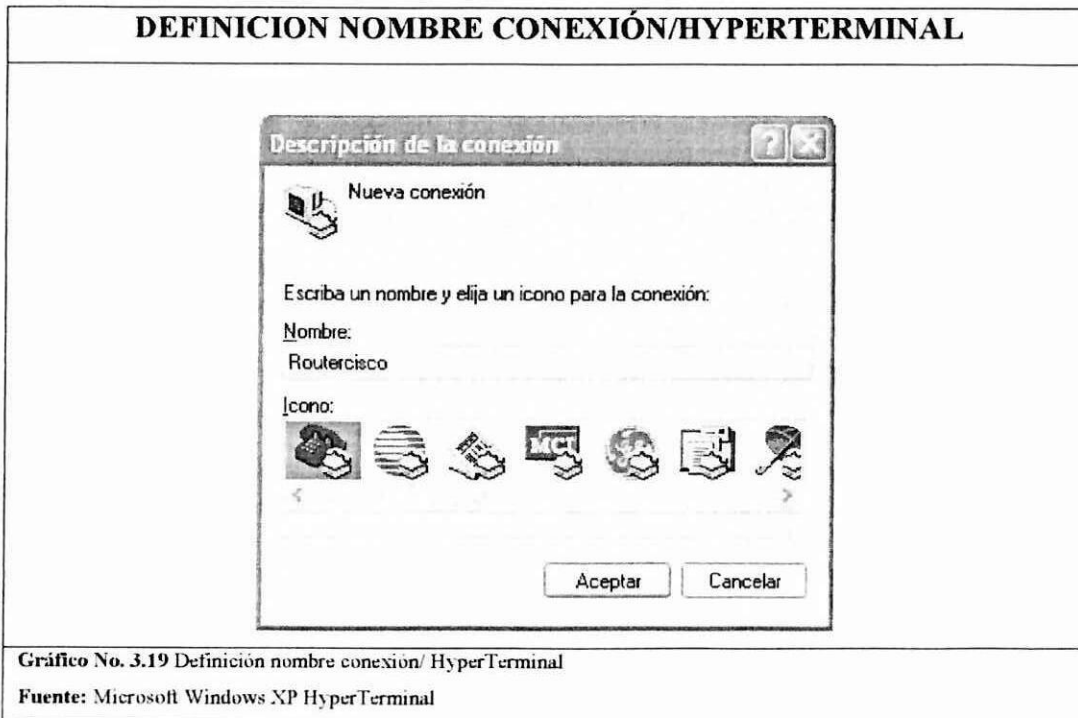 DEFINICION NOMBRE CONEXIÓN/HYPERTERMINAL
Descripción de la conexión
Nueva conexión
Escriba un nombre y elija un icono para la conexión:
Nombre:
Routercisco
Icono:
MCI
Aceptar
Cancelar
Gráfico No. 3.19 Definición nombre conexión/ HyperTerminal
Fuente: Microsoft Windows XP HyperTerminal